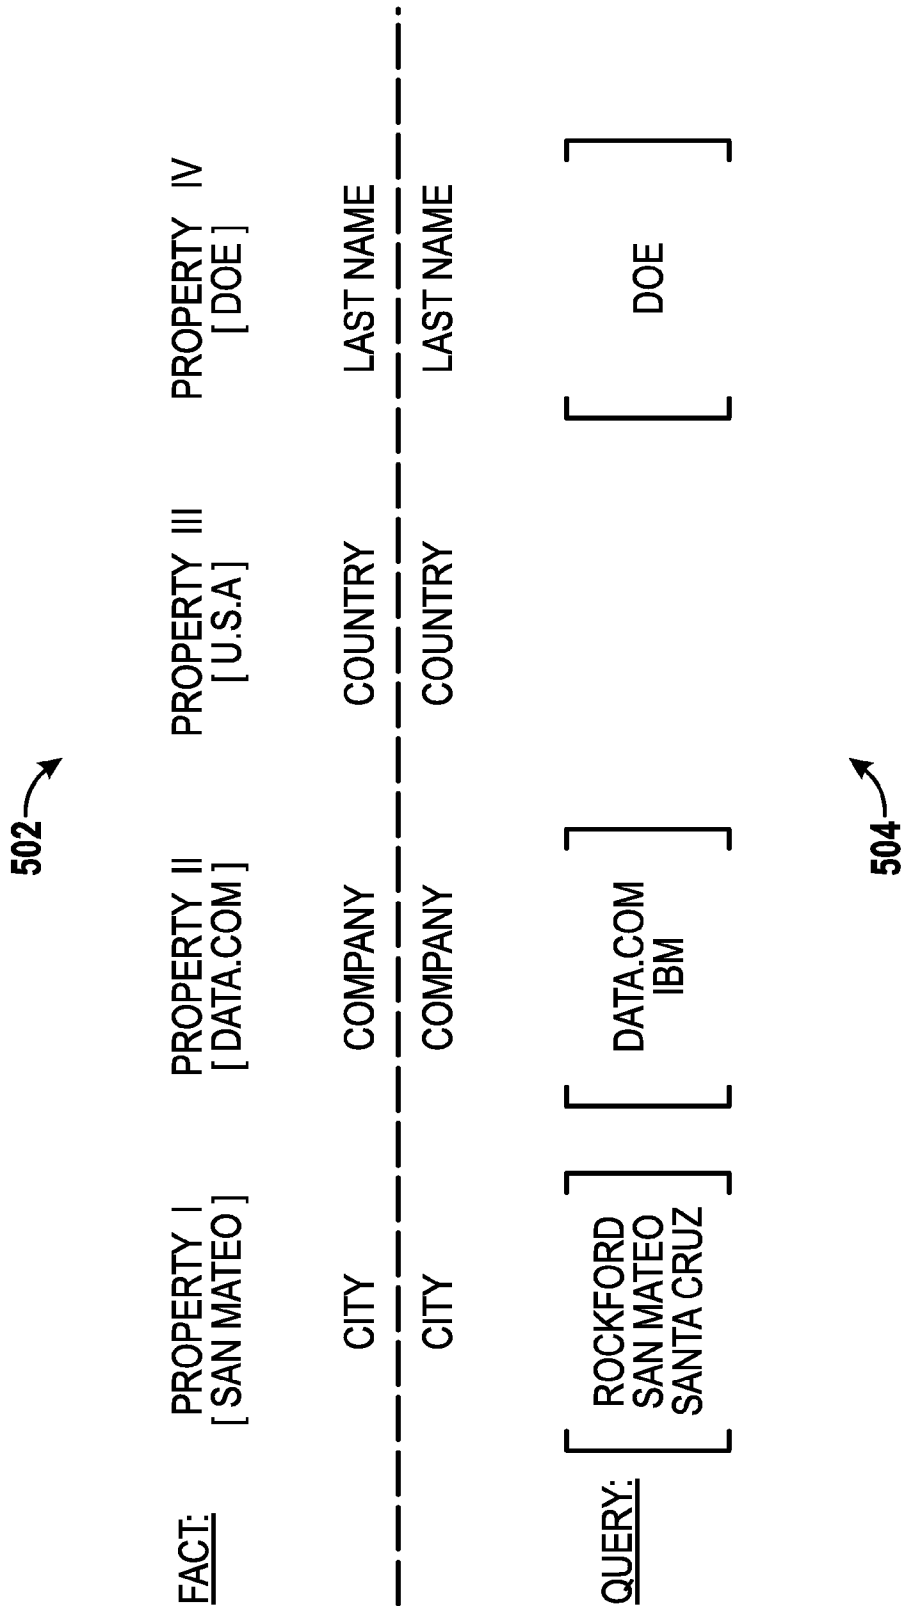 502
FACT:
PROPERTY I
[ SAN MATEO ]
PROPERTY II
[ DATA.COM ]
PROPERTY III
[ U.S.A ]
PROPERTY IV
[ DOE ]
CITY
COMPANY
COUNTRY
LAST NAME
CITY
COMPANY
COUNTRY
LAST NAME
QUERY:
ROCKFORD
SAN MATEO
SANTA CRUZ
DATA.COM
IBM
DOE
504